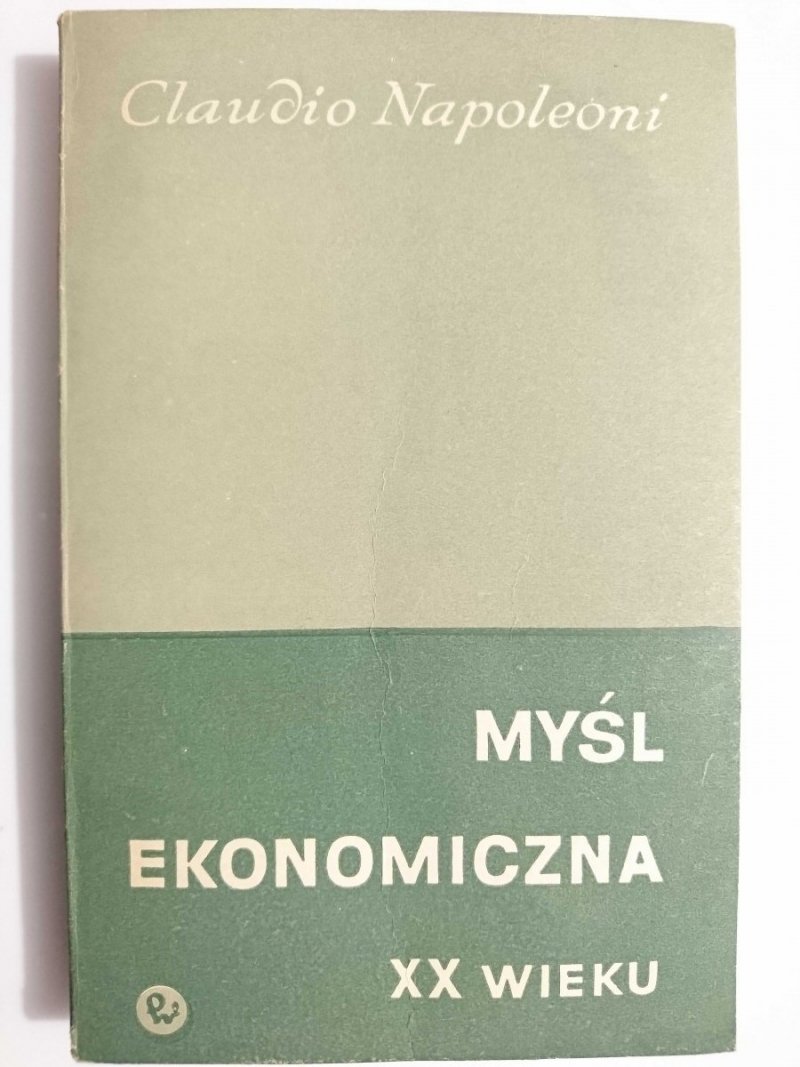 Claudio Napoleoni
MYŚL
EKONOMICZNA
XX WIEKU